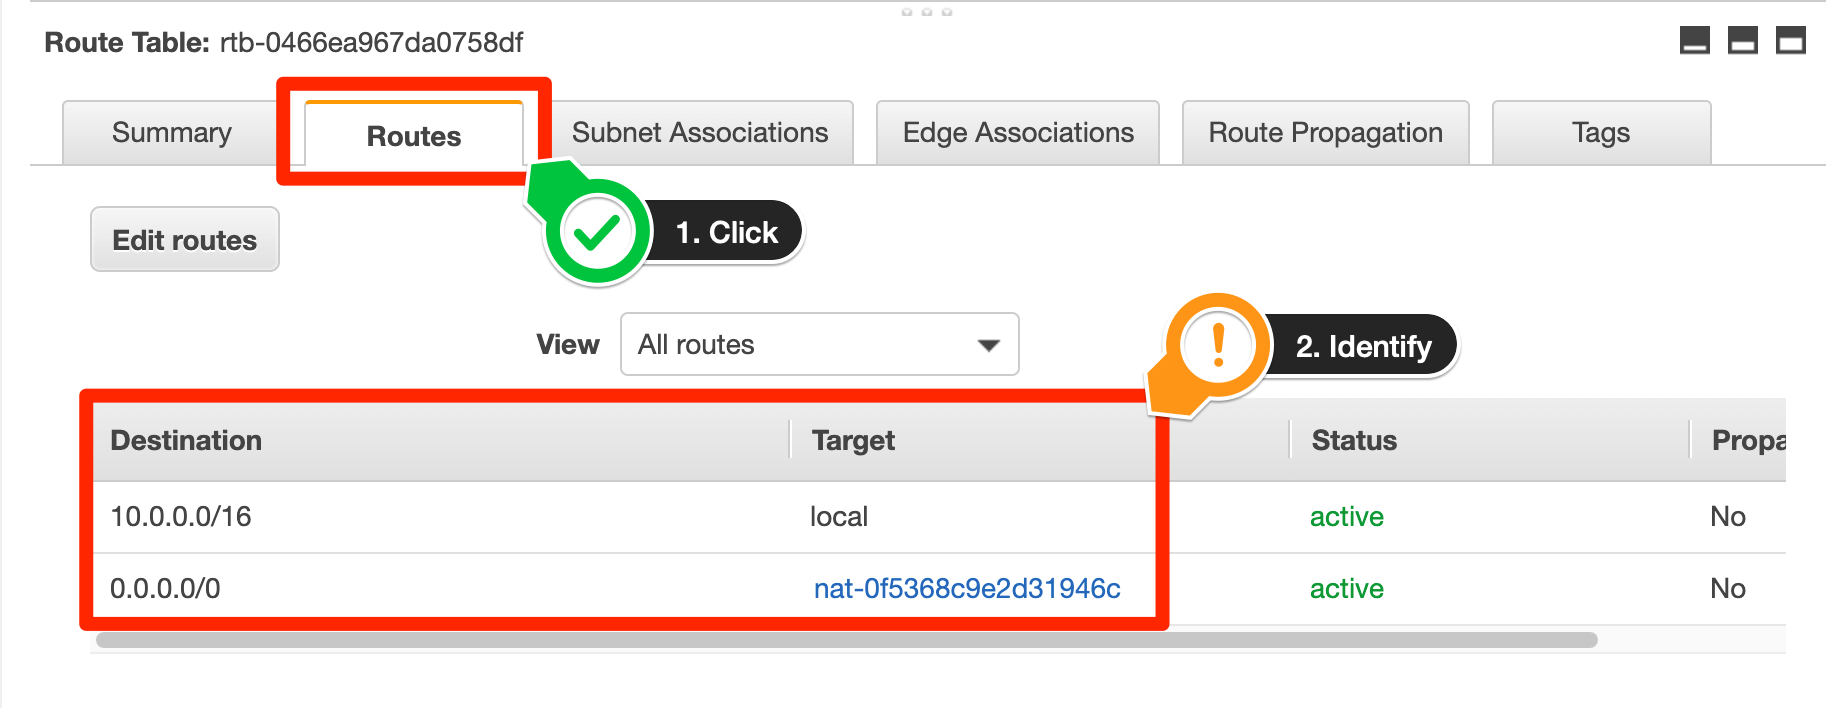 Route Table: rtb-0466ea967da0758df
Summary Routes Subnet Associations Edge Associations Route Propagation Tags
Edit routes
1. Click
View All routes
2. Identify
Destination Target Status Propa
10.0.0.0/16 local active No
0.0.0.0/0 nat-0f5368c9e2d31946c active No